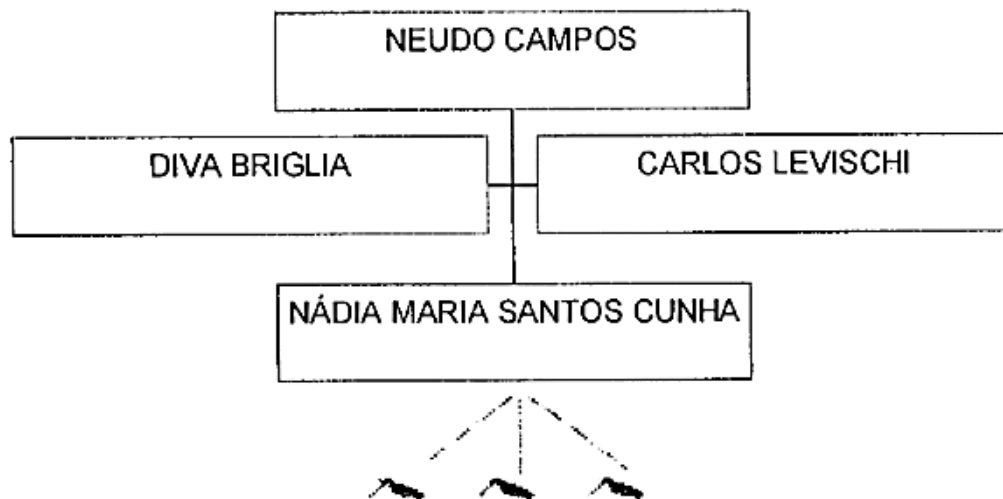 NEUDO CAMPOS
DIVA BRIGLIA
CARLOS LEVISCHI
NÁDIA MARIA SANTOS CUNHA